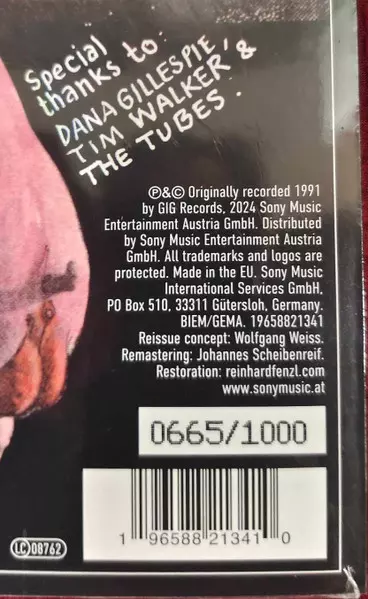 Special
thanks to:
DANA GILLESPIE,
TIM WALKER &
THE TUBES.
℗&© Originally recorded 1991
by GIG Records, 2024 Sony Music
Entertainment Austria GmbH. Distributed
by Sony Music Entertainment Austria
GmbH. All trademarks and logos are
protected. Made in the EU. Sony Music
International Services GmbH,
PO Box 510, 33311 Gütersloh, Germany.
BIEM/GEMA. 19658821341
Reissue concept: Wolfgang Weiss.
Remastering: Johannes Scheibenreif.
Restoration: reinhardfenzl.com
www.sonymusic.at
0665/1000
1 96588 21341 0
LC 08762